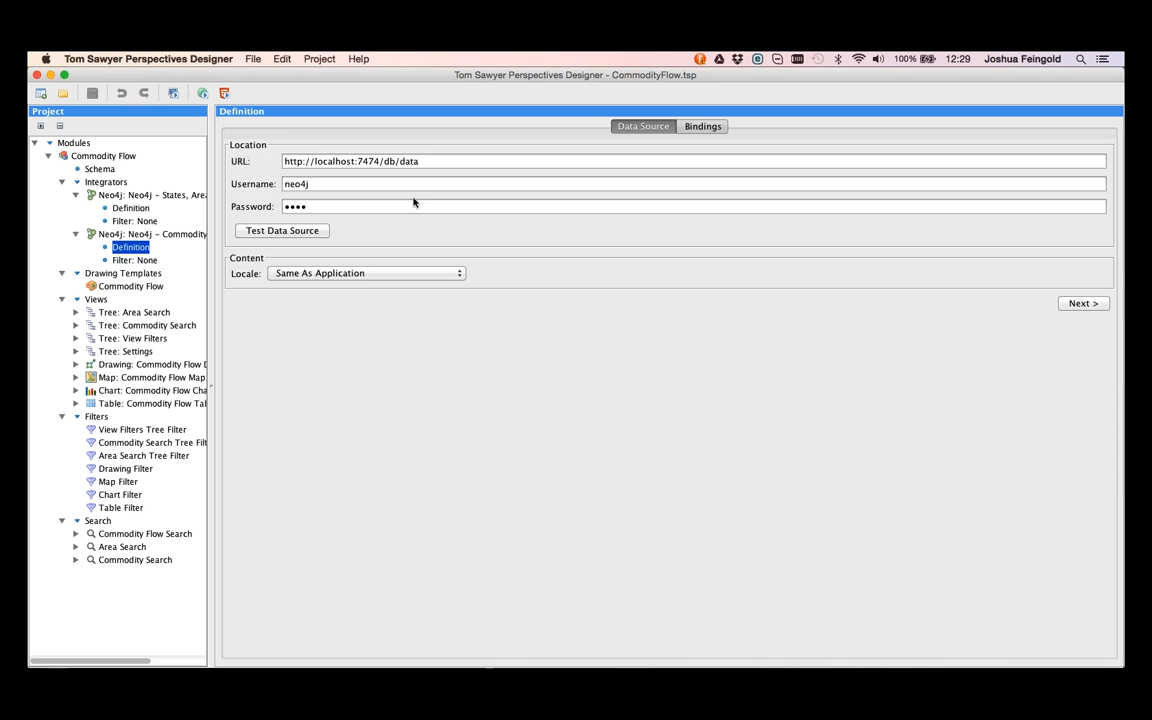 Tom Sawyer Perspectives Designer File Edit Project Help 100% 12:29 Joshua Feingold
Tom Sawyer Perspectives Designer - CommodityFlow.tsp
Project
Definition
Data Source Bindings
Modules
Commodity Flow
Schema
Integrators
Neo4j: Neo4j - States, Area
Definition
Filter: None
Neo4j: Neo4j - Commodity
Definition
Filter: None
Drawing Templates
Commodity Flow
Views
Tree: Area Search
Tree: Commodity Search
Tree: View Filters
Tree: Settings
Drawing: Commodity Flow D
Map: Commodity Flow Map
Chart: Commodity Flow Cha
Table: Commodity Flow Tal
Filters
View Filters Tree Filter
Commodity Search Tree Filt
Area Search Tree Filter
Drawing Filter
Map Filter
Chart Filter
Table Filter
Search
Commodity Flow Search
Area Search
Commodity Search
Location
URL: http://localhost:7474/db/data
Username: neo4j
Password: ••••
Test Data Source
Content
Locale: Same As Application
Next >